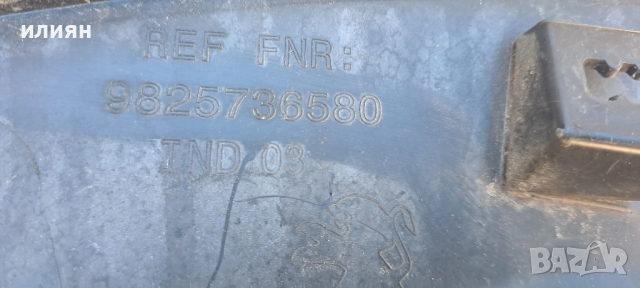 илиян
REF FNR:
9825736580
IND 03
BAZAR
bg